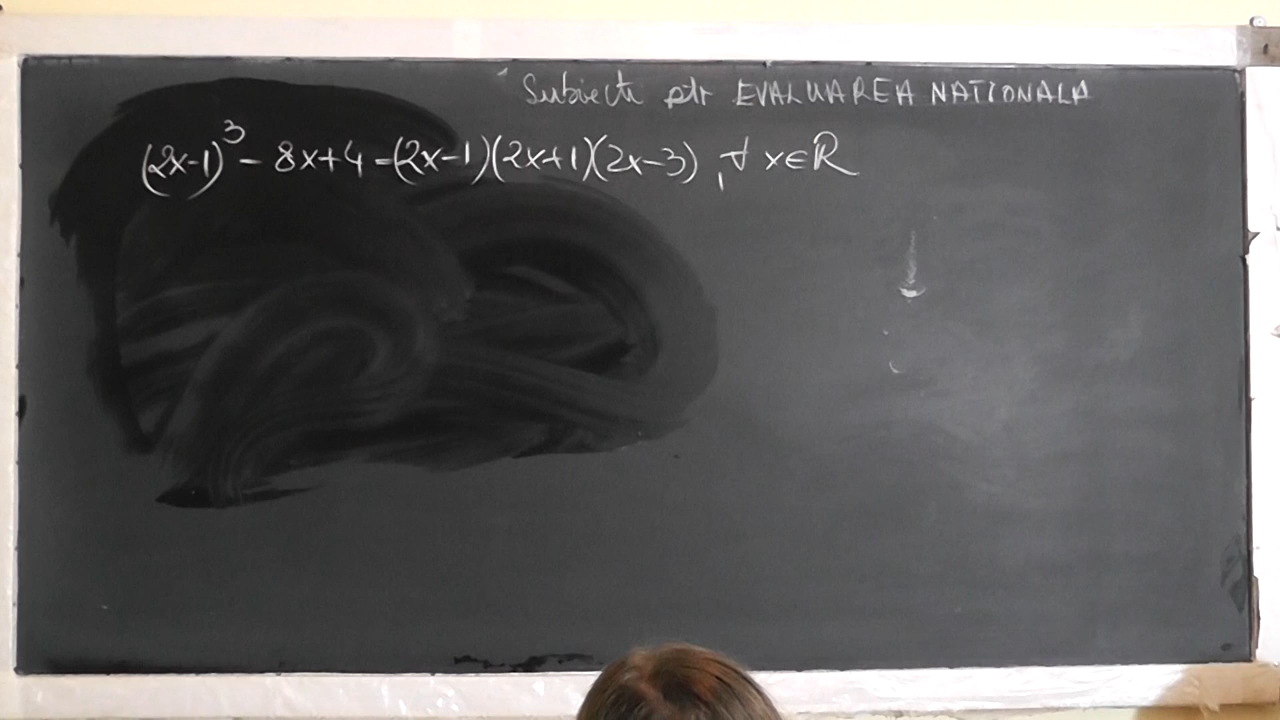 Subiecte ptr EVALUAREA NATIONALA
(2x-1)³ - 8x+4 = (2x-1)(2x+1)(2x-3), ∀ x∈R